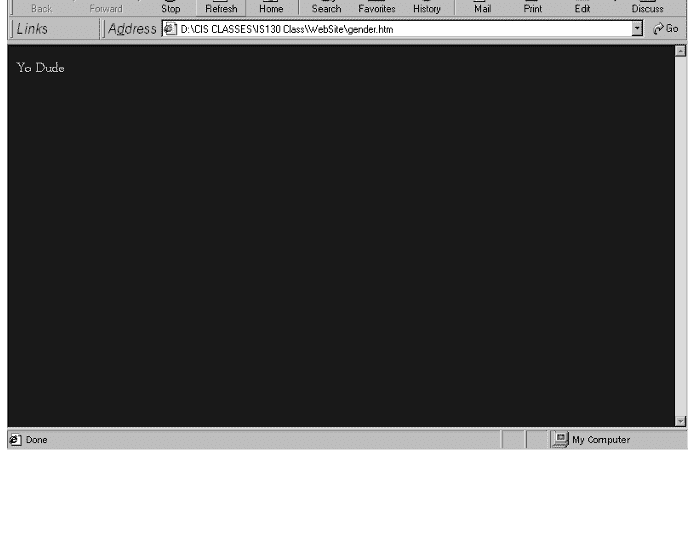 Back Forward Stop Refresh Home Search Favorites History Mail Print Edit Discuss
Links Address D:\CIS CLASSES\IS130 Class\WebSite\gender.htm Go
Yo Dude
Done My Computer